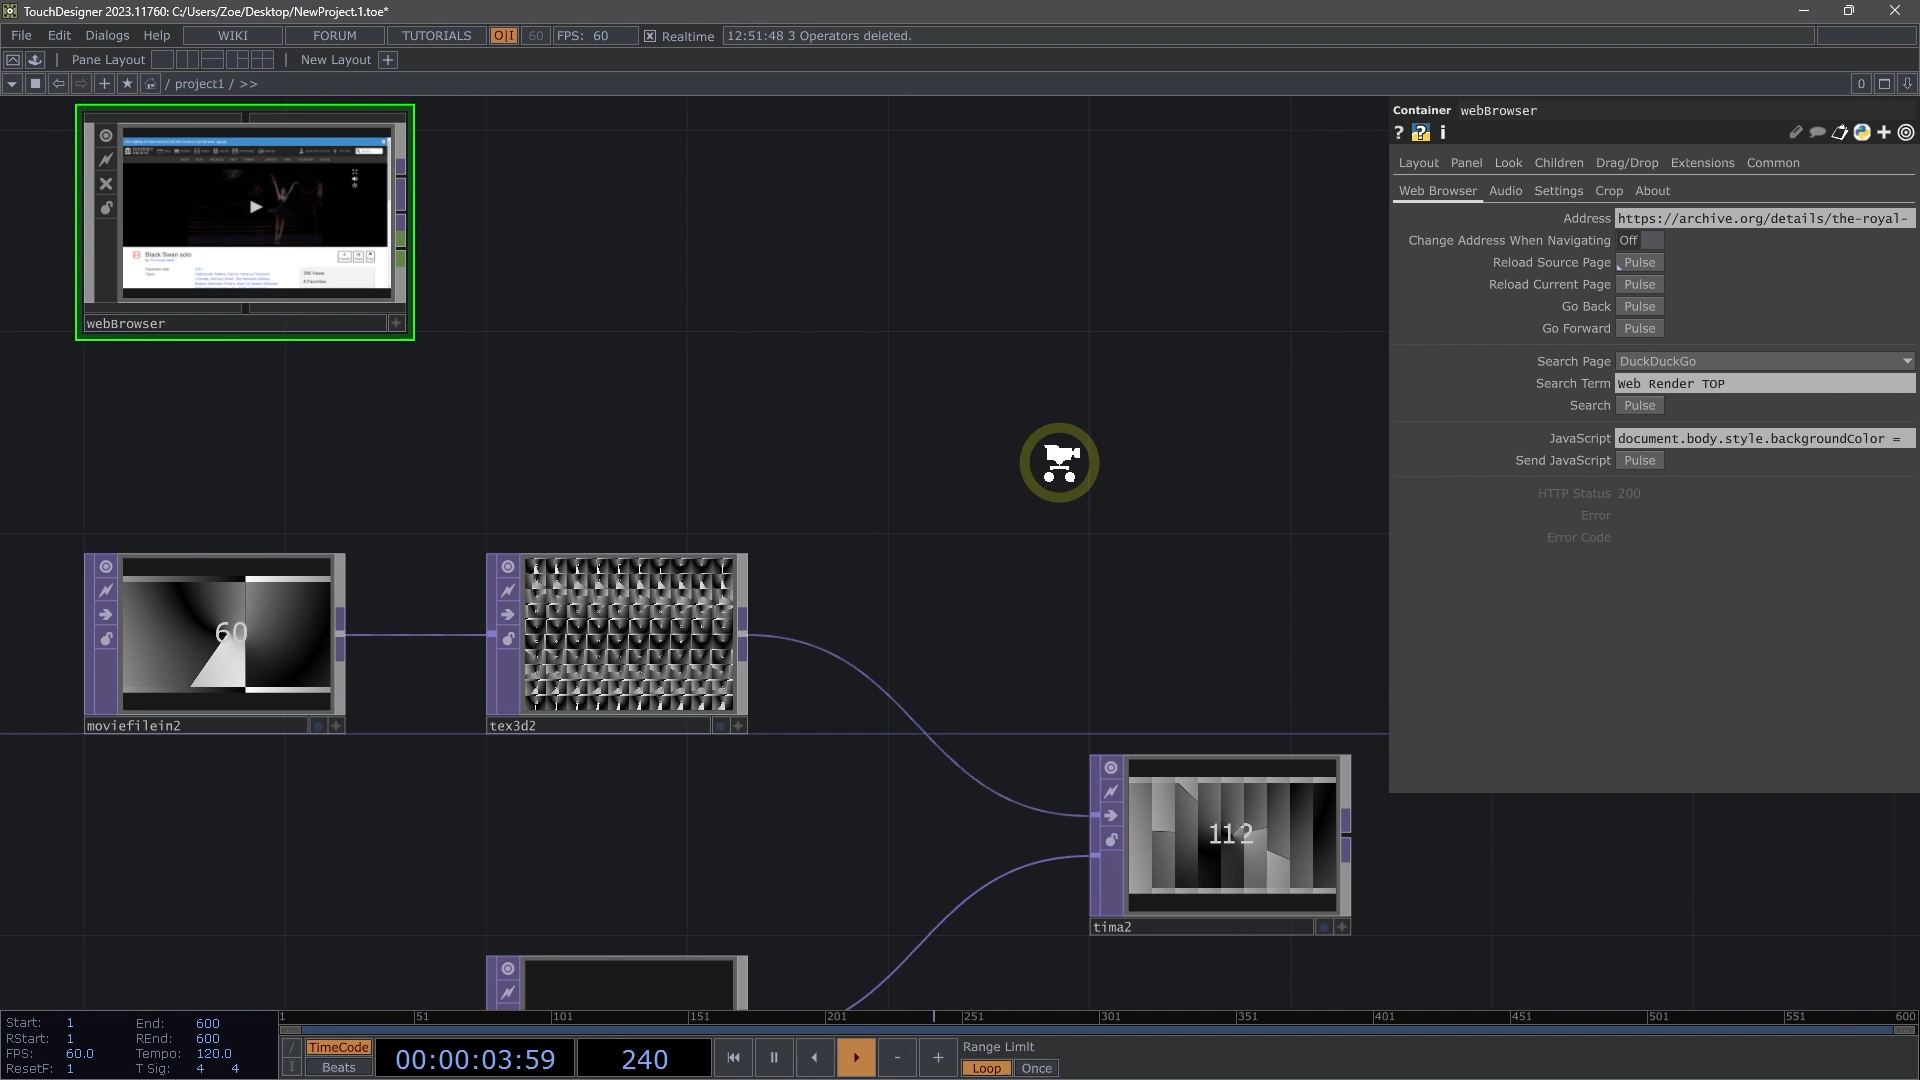 TouchDesigner 2023.11760: C:/Users/Zoe/Desktop/NewProject.1.toe*
File Edit Dialogs Help WIKI FORUM TUTORIALS O|I 60 FPS: 60 Realtime 12:51:48 3 Operators deleted.
Pane Layout New Layout +
/ project1 / >> 0
Container webBrowser
? ? i
Layout Panel Look Children Drag/Drop Extensions Common
Web Browser Audio Settings Crop About
Address https://archive.org/details/the-royal-
Change Address When Navigating Off
Reload Source Page Pulse
Reload Current Page Pulse
Go Back Pulse
Go Forward Pulse
Search Page DuckDuckGo
Search Term Web Render TOP
Search Pulse
JavaScript document.body.style.backgroundColor =
Send JavaScript Pulse
HTTP Status 200
Error
Error Code
Black Swan solo
webBrowser
60
moviefilein2
tex3d2
112
tima2
1 51 101 151 201 251 301 351 401 451 501 551 600
Start: 1 End: 600
RStart: 1 REnd: 600
FPS: 60.0 Tempo: 120.0
ResetF: 1 T Sig: 4 4
/ TimeCode
I Beats
00:00:03:59 240 - +
Range Limit
Loop Once